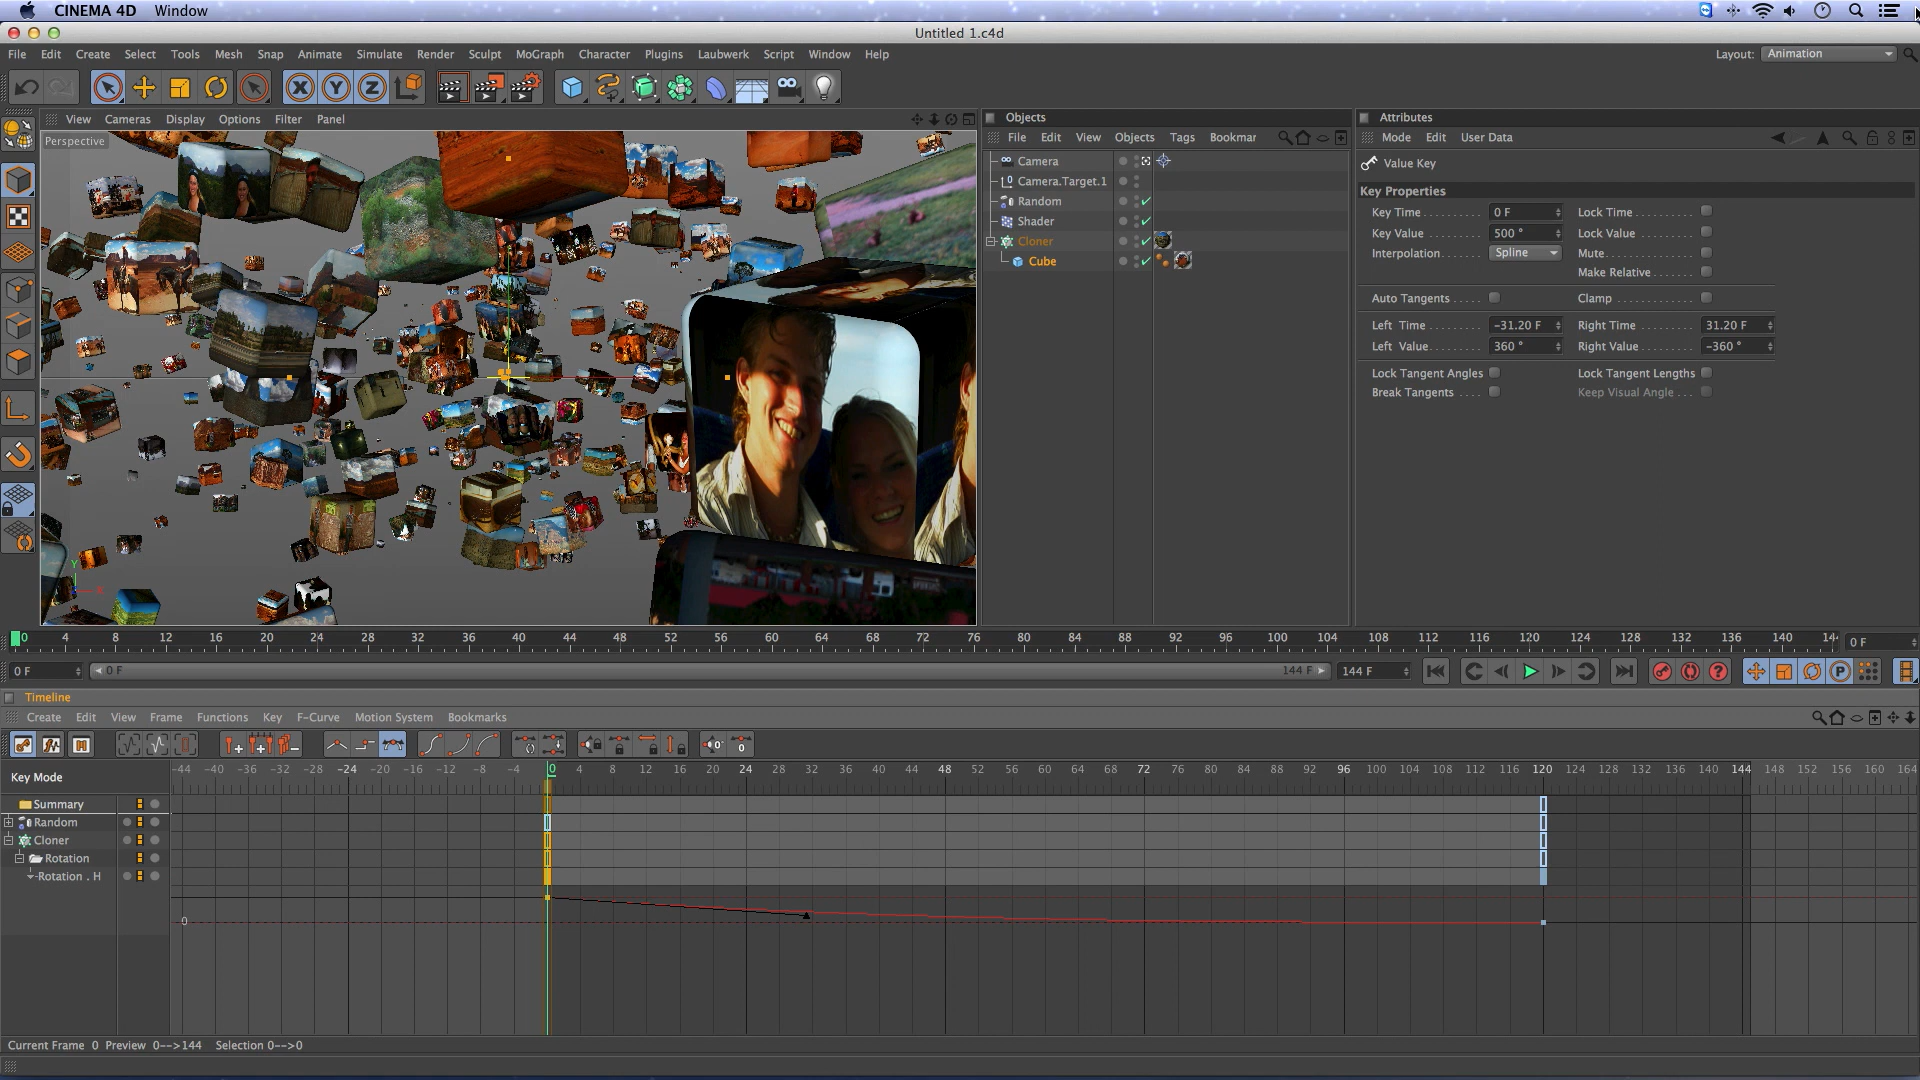 CINEMA 4D Window
Untitled 1.c4d
File Edit Create Select Tools Mesh Snap Animate Simulate Render Sculpt MoGraph Character Plugins Laubwerk Script Window Help
Layout: Animation
X Y Z
View Cameras Display Options Filter Panel
Perspective
Y
X
Objects
File Edit View Objects Tags Bookmar
Camera
Camera.Target.1
Random
Shader
Cloner
Cube
Attributes
Mode Edit User Data
Value Key
Key Properties
Key Time 0 F Lock Time
Key Value 500 ° Lock Value
Interpolation Spline Mute
Make Relative
Auto Tangents Clamp
Left Time -31.20 F Right Time 31.20 F
Left Value 360 ° Right Value -360 °
Lock Tangent Angles Lock Tangent Lengths
Break Tangents Keep Visual Angle
0 4 8 12 16 20 24 28 32 36 40 44 48 52 56 60 64 68 72 76 80 84 88 92 96 100 104 108 112 116 120 124 128 132 136 140 14 0 F
0 F 0 F 144 F 144 F
Timeline
Create Edit View Frame Functions Key F-Curve Motion System Bookmarks
Key Mode
-44 -40 -36 -32 -28 -24 -20 -16 -12 -8 -4 0 4 8 12 16 20 24 28 32 36 40 44 48 52 56 60 64 68 72 76 80 84 88 92 96 100 104 108 112 116 120 124 128 132 136 140 144 148 152 156 160 164
Summary
Random
Cloner
Rotation
Rotation . H
0
Current Frame 0 Preview 0-->144 Selection 0-->0